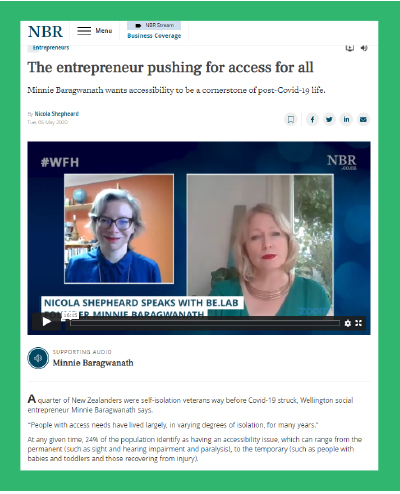 NBR
Menu
NBR Stream
Business Coverage
Entrepreneurs
The entrepreneur pushing for access for all
Minnie Baragwanath wants accessibility to be a cornerstone of post-Covid-19 life.
By Nicola Shepheard
Tue, 05 May 2020
#WFH
NBR
NICOLA SHEPHEARD SPEAKS WITH BE.LAB
FOUNDER MINNIE BARAGWANATH
SUPPORTING AUDIO
Minnie Baragwanath
A quarter of New Zealanders were self-isolation veterans way before Covid-19 struck, Wellington social
entrepreneur Minnie Baragwanath says.
“People with access needs have lived largely, in varying degrees of isolation, for many years.”
At any given time, 24% of the population identify as having an accessibility issue, which can range from the
permanent (such as sight and hearing impairment and paralysis), to the temporary (such as people with
babies and toddlers and those recovering from injury).